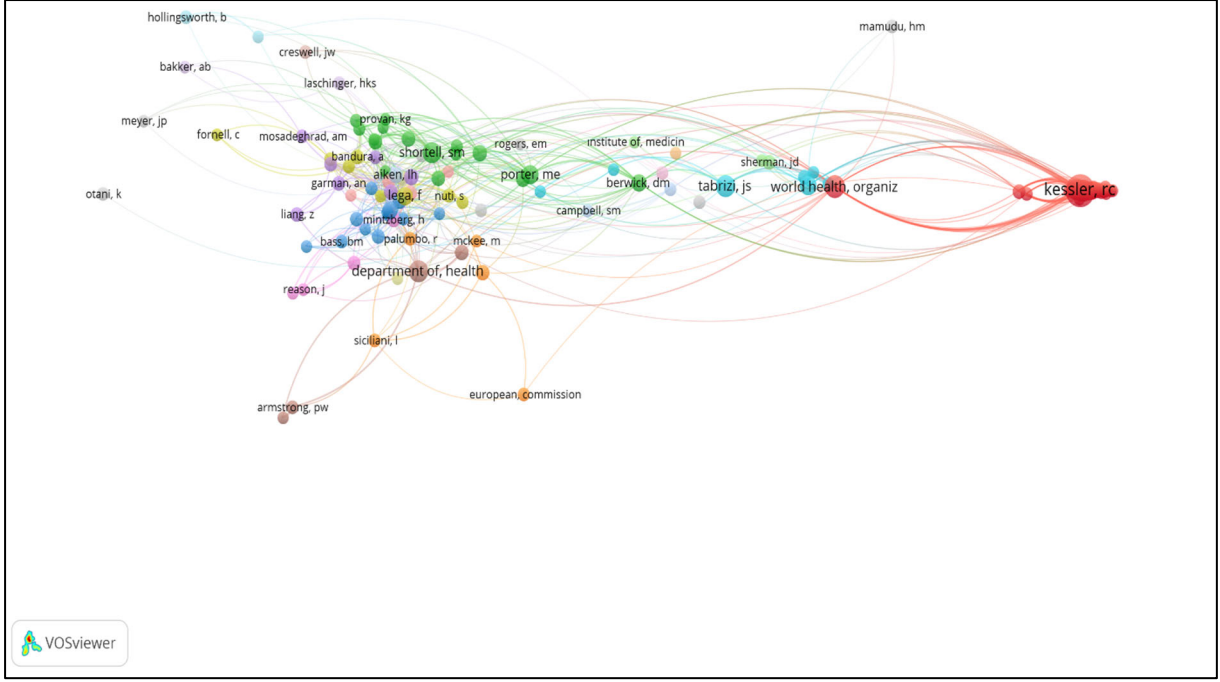 hollingsworth, b
mamudu, hm
creswell, jw
bakker, ab
laschinger, hks
meyer, jp
provan, kg
fornell, c
mosadeghrad, am
rogers, em
institute of, medicin
bandura, a
shortell, sm
sherman, jd
aiken, lh
porter, me
garman, an
berwick, dm
tabrizi, js
world health, organiz
kessler, rc
otani, k
lega, f
nuti, s
liang, z
mintzberg, h
campbell, sm
bass, bm
palumbo, r
mckee, m
department of, health
reason, j
siciliani, l
european, commission
armstrong, pw
VOSviewer